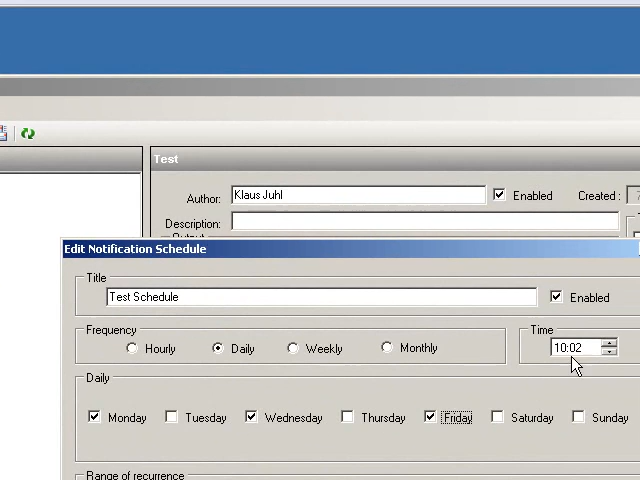 Test
Author: Klaus Juhl Enabled Created :
Description:
Edit Notification Schedule
Title
Test Schedule Enabled
Frequency Time
Hourly Daily Weekly Monthly 10:02
Daily
Monday Tuesday Wednesday Thursday Friday Saturday Sunday
Range of recurrence